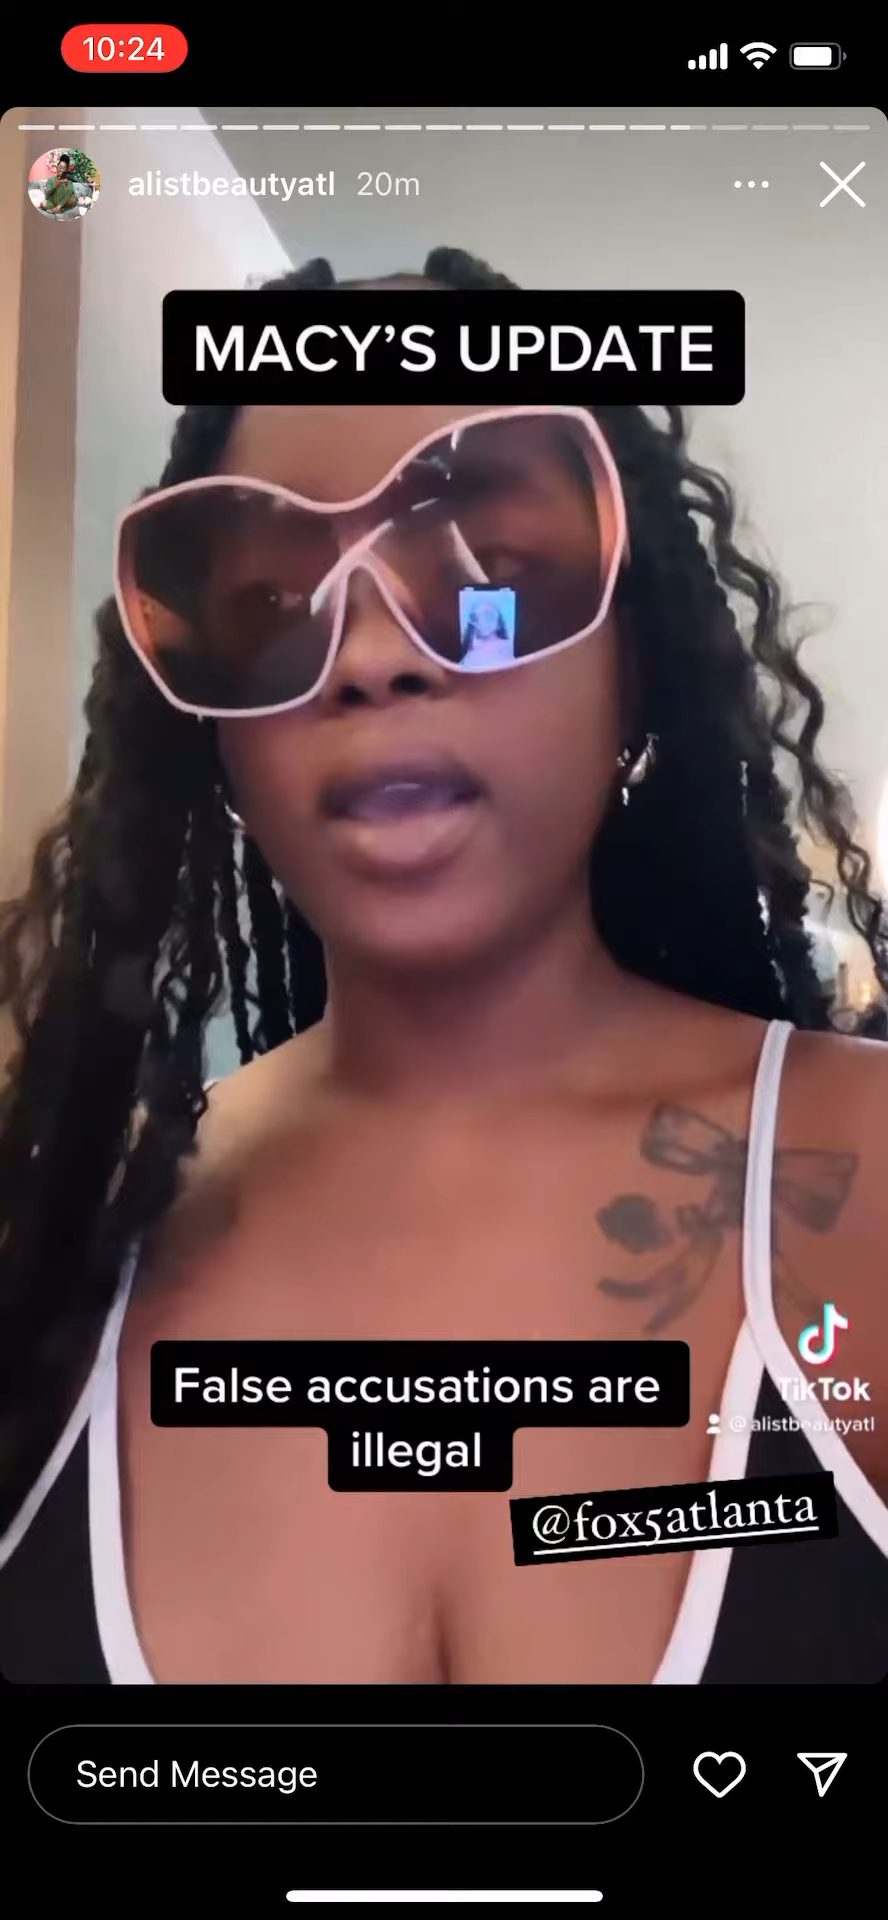 10:24
alistbeautyatl 20m
MACY'S UPDATE
False accusations are
illegal
TikTok
@alistbeautyatl
@fox5atlanta
Send Message